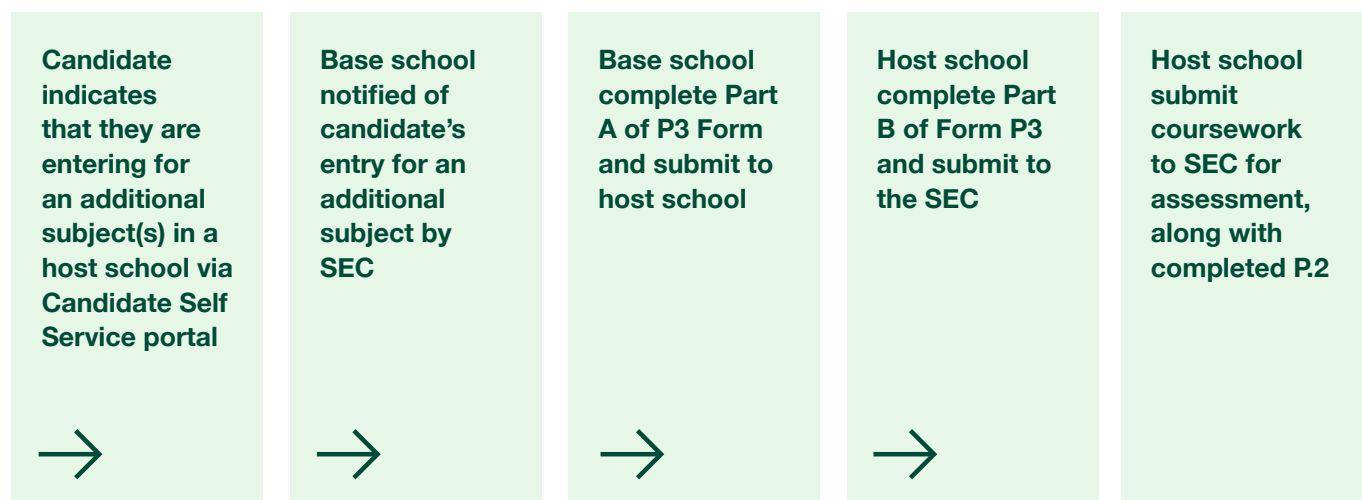 Candidate
indicates
that they are
entering for
an additional
subject(s) in a
host school via
Candidate Self
Service portal
Base school
notified of
candidate’s
entry for an
additional
subject by
SEC
Base school
complete Part
A of P3 Form
and submit to
host school
Host school
complete Part
B of Form P3
and submit to
the SEC
Host school
submit
coursework
to SEC for
assessment,
along with
completed P.2